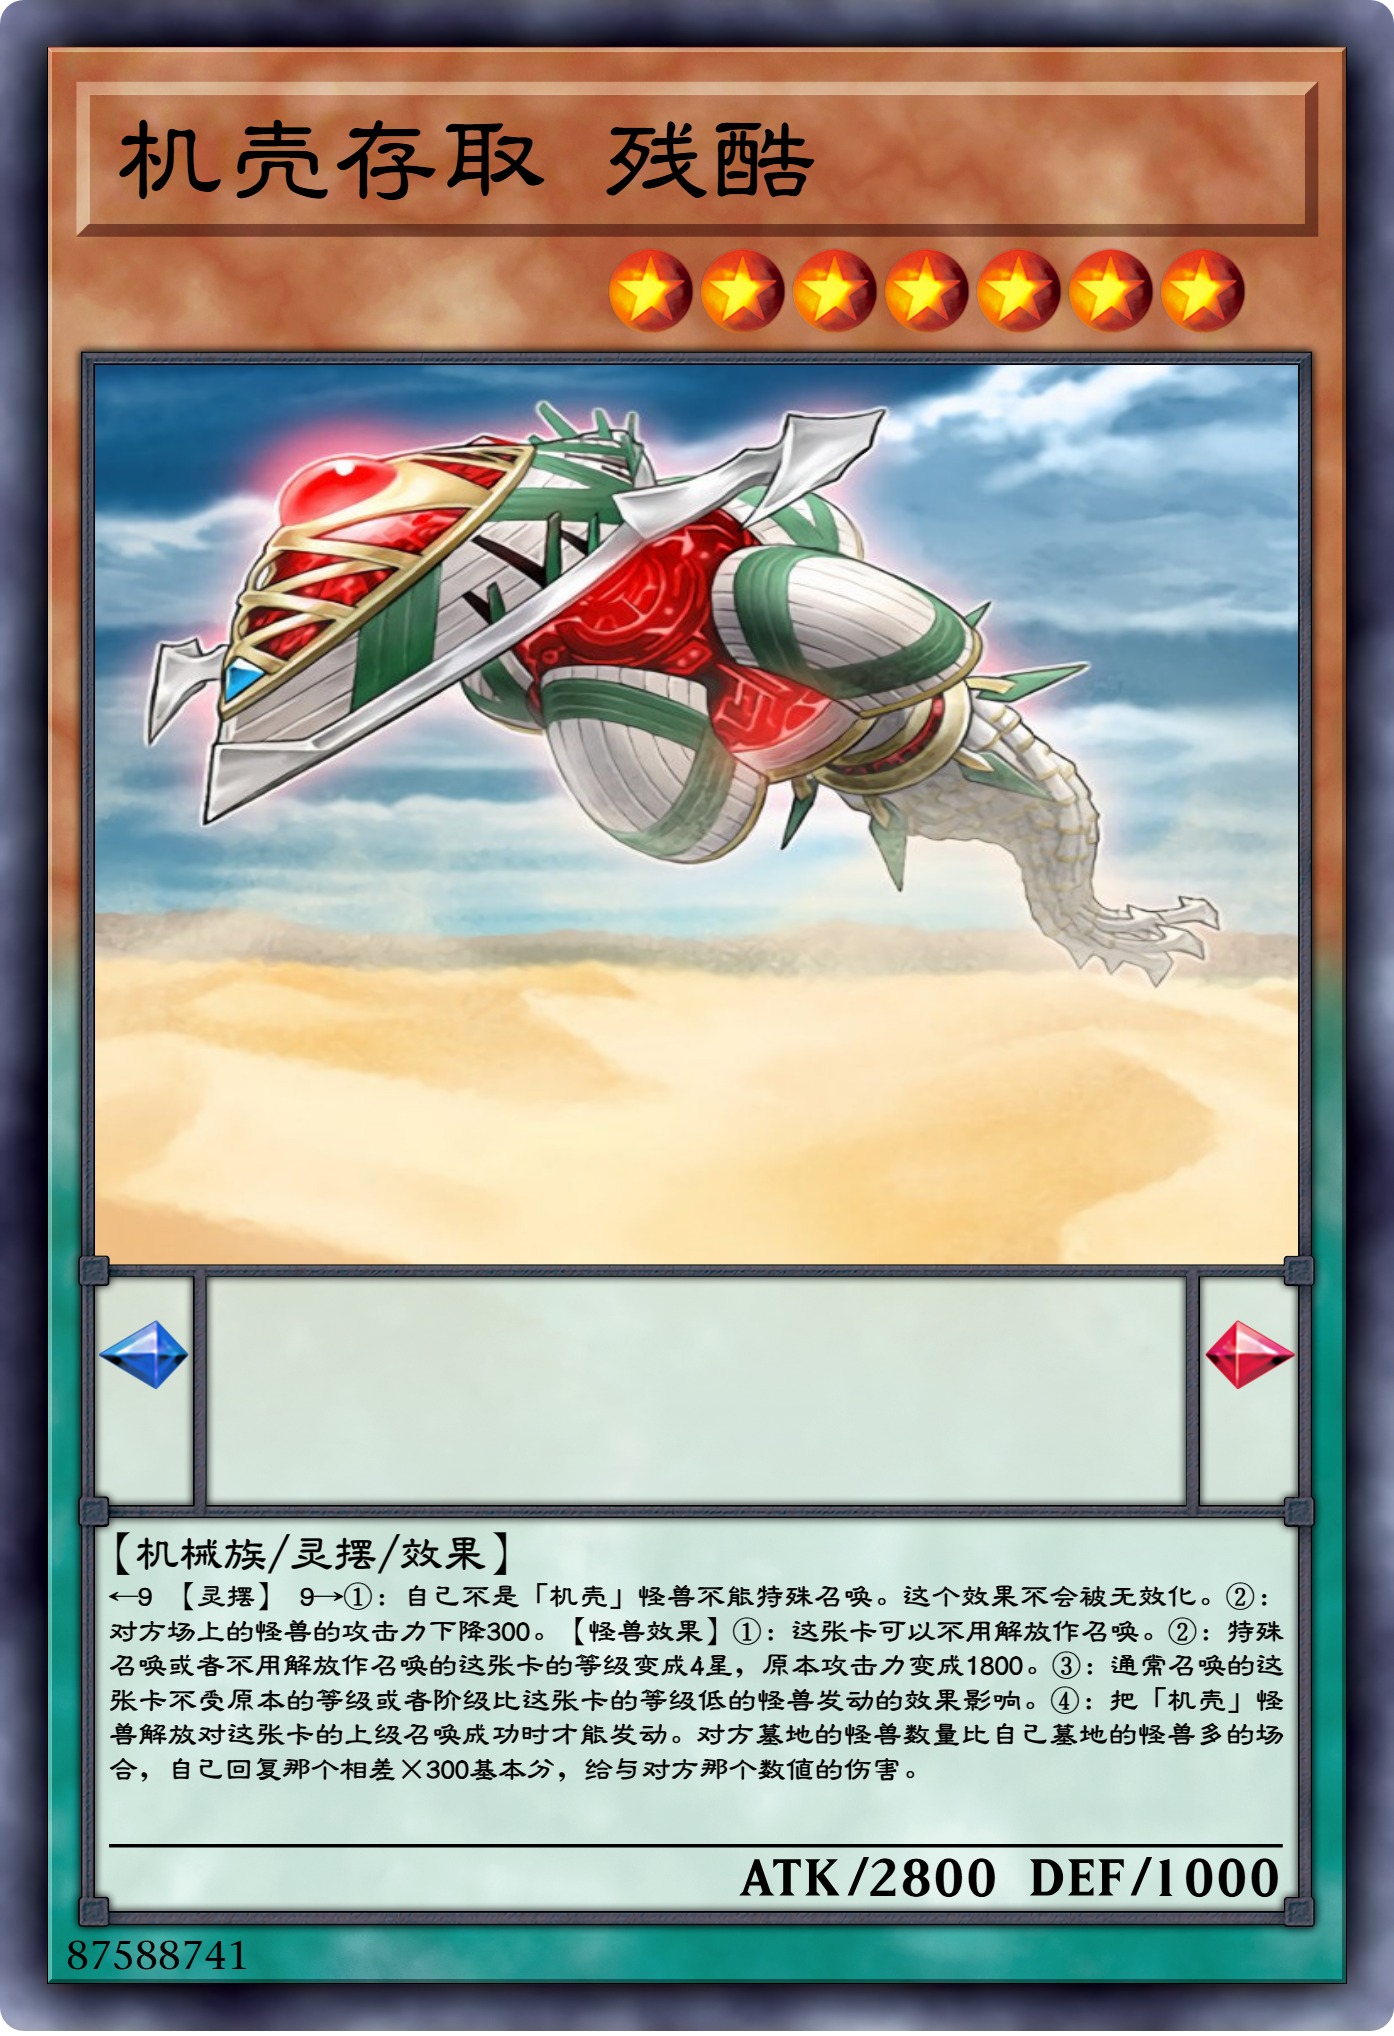 机壳存取 残酷
【机械族/灵摆/效果】
←9 【灵摆】 9→①：自己不是「机壳」怪兽不能特殊召唤。这个效果不会被无效化。②：
对方场上的怪兽的攻击力下降300。【怪兽效果】①：这张卡可以不用解放作召唤。②：特殊
召唤或者不用解放作召唤的这张卡的等级变成4星，原本攻击力变成1800。③：通常召唤的这
张卡不受原本的等级或者阶级比这张卡的等级低的怪兽发动的效果影响。④：把「机壳」怪
兽解放对这张卡的上级召唤成功时才能发动。对方墓地的怪兽数量比自己墓地的怪兽多的场
合，自己回复那个相差×300基本分，给与对方那个数值的伤害。
ATK/2800 DEF/1000
87588741